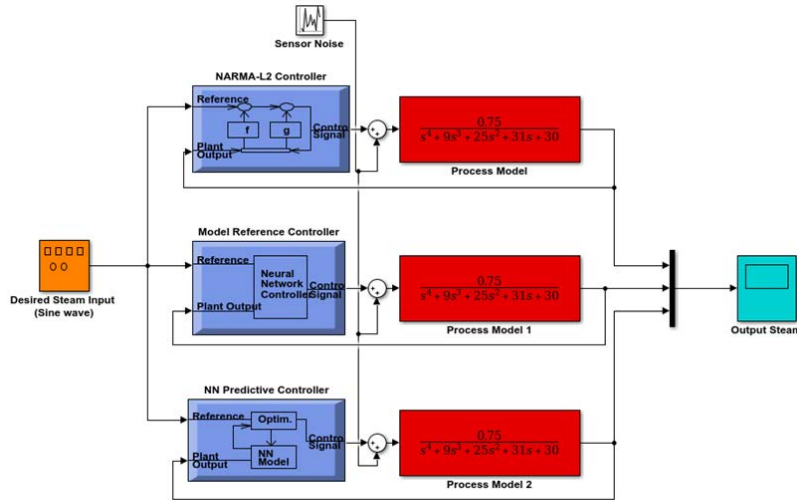 Sensor Noise
NARMA-L2 Controller
Reference
f
g
Contro
Signal
Plant
Output
0.75
s⁴+9s³+25s²+31s+30
Process Model
Model Reference Controller
Reference
Neural
Network
Controller
Contro
Signal
Plant Output
0.75
s⁴+9s³+25s²+31s+30
Process Model 1
Desired Steam Input
(Sine wave)
Output Steam
NN Predictive Controller
Reference
Optim.
Contro
Signal
NN
Model
Plant
Output
0.75
s⁴+9s³+25s²+31s+30
Process Model 2